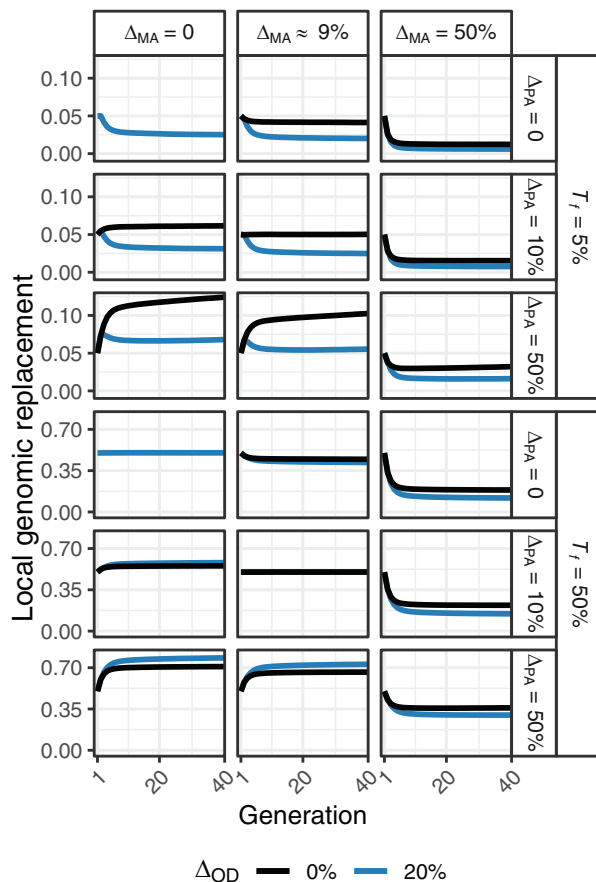 Δ_MA = 0
Δ_MA ≈ 9%
Δ_MA = 50%
0.10
0.05
0.00
Δ_PA = 0
0.10
0.05
0.00
Δ_PA = 10%
T_f = 5%
0.10
0.05
0.00
Δ_PA = 50%
Local genomic replacement
0.70
0.35
0.00
Δ_PA = 0
0.70
0.35
0.00
Δ_PA = 10%
T_f = 50%
0.70
0.35
0.00
Δ_PA = 50%
1 20 40 1 20 40 1 20 40
Generation
Δ_OD 0% 20%